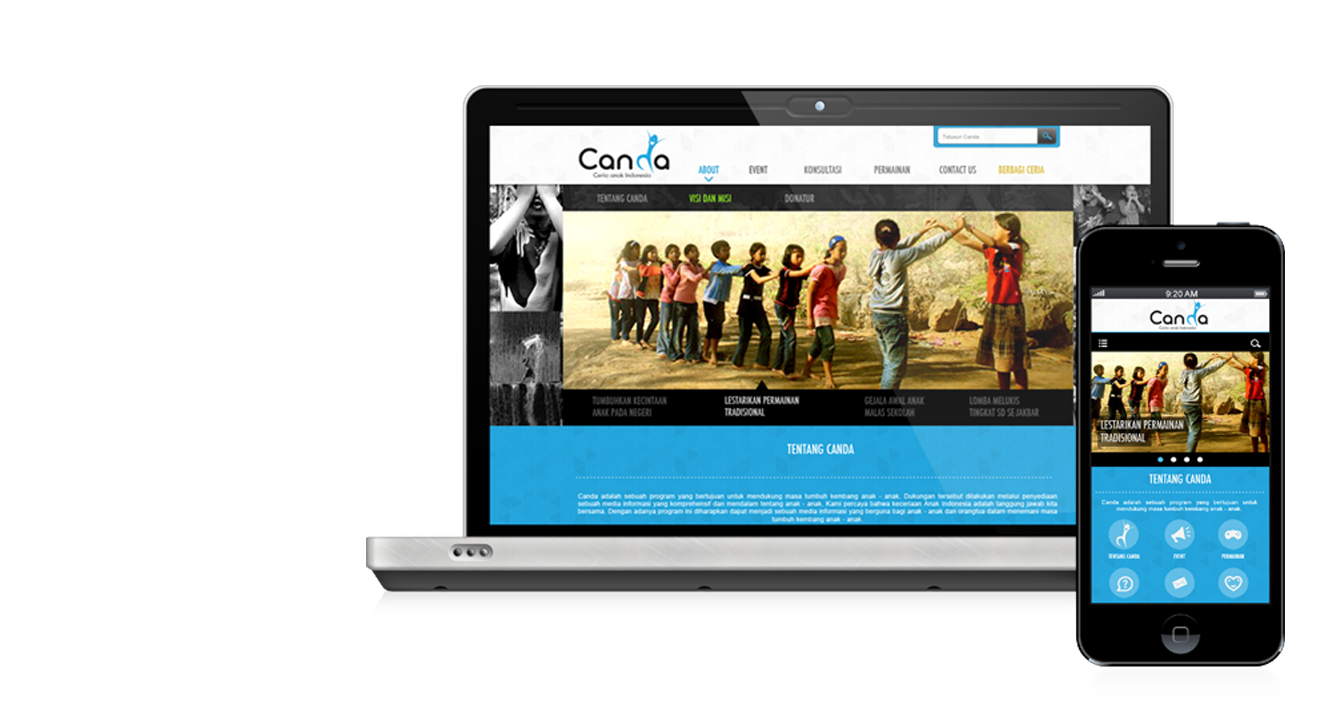 Canda
Ceria anak Indonesia
Telusuri Canda
ABOUT
EVENT
KONSULTASI
PERMAINAN
CONTACT US
BERBAGI CERIA
TENTANG CANDA
VISI DAN MISI
DONATUR
TUMBUHKAN KECINTAAN
ANAK PADA NEGERI
LESTARIKAN PERMAINAN
TRADISIONAL
GEJALA AWAL ANAK
MALAS SEKOLAH
LOMBA MELUKIS
TINGKAT SD SEJAKBAR
TENTANG CANDA
Canda adalah sebuah program yang bertujuan untuk mendukung masa tumbuh kembang anak - anak. Dukungan tersebut dilakukan melalui penyediaan
sebuah media informasi yang komprehensif dan mendalam tentang anak - anak. Kami percaya bahwa keceriaan Anak Indonesia adalah tanggung jawab kita
bersama. Dengan adanya program ini diharapkan dapat menjadi sebuah media informasi yang berguna bagi anak - anak dan orangtua dalam menemani masa
tumbuh kembang anak - anak
9:20 AM
Canda
Ceria anak Indonesia
LESTARIKAN PERMAINAN
TRADISIONAL
TENTANG CANDA
Canda adalah sebuah program yang bertujuan untuk
mendukung masa tumbuh kembang anak - anak.
TENTANG CANDA
EVENT
PERMAINAN